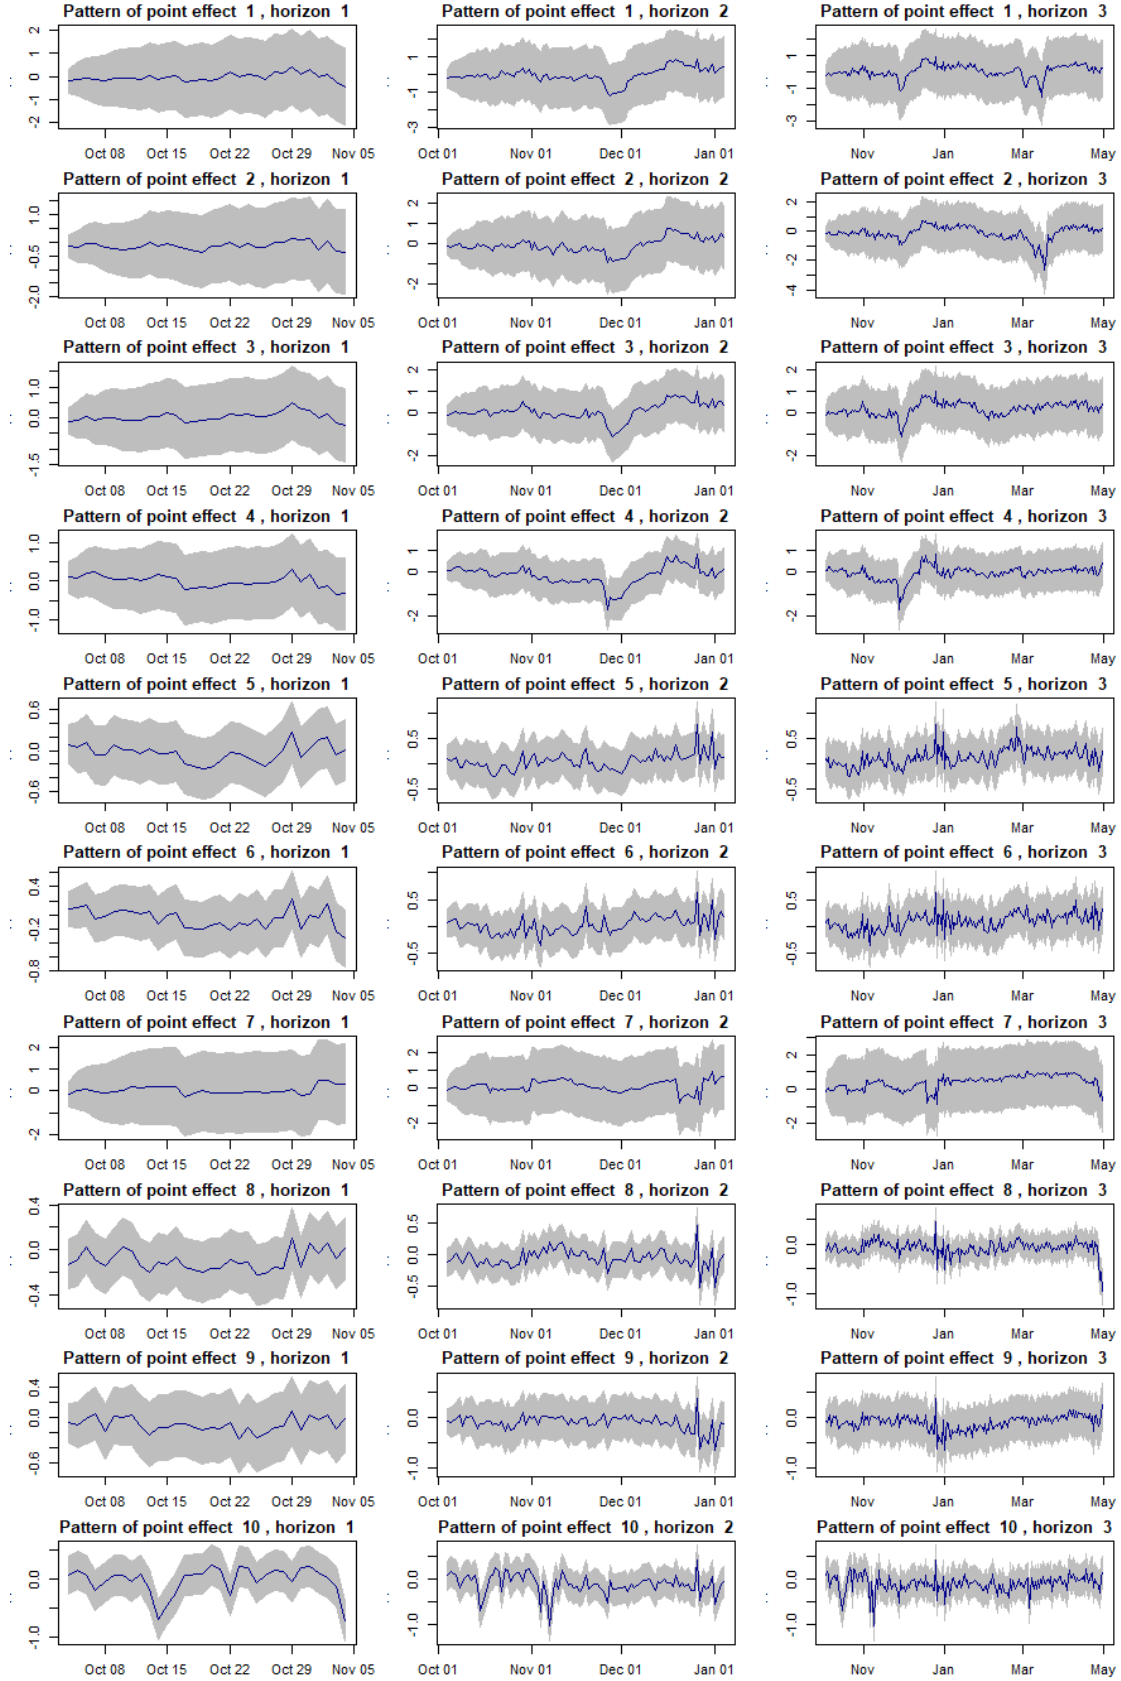 Pattern of point effect 1 , horizon 1
Pattern of point effect 1 , horizon 2
Pattern of point effect 1 , horizon 3
2
1
0
-1
-2
1
-1
-3
1
-1
-3
Oct 08 Oct 15 Oct 22 Oct 29 Nov 05
Oct 01 Nov 01 Dec 01 Jan 01
Nov Jan Mar May
Pattern of point effect 2 , horizon 1
Pattern of point effect 2 , horizon 2
Pattern of point effect 2 , horizon 3
1.0
-0.5
-2.0
2
0
-2
2
0
-2
-4
Oct 08 Oct 15 Oct 22 Oct 29 Nov 05
Oct 01 Nov 01 Dec 01 Jan 01
Nov Jan Mar May
Pattern of point effect 3 , horizon 1
Pattern of point effect 3 , horizon 2
Pattern of point effect 3 , horizon 3
1.0
0.0
-1.5
2
1
0
-2
2
0
-2
Oct 08 Oct 15 Oct 22 Oct 29 Nov 05
Oct 01 Nov 01 Dec 01 Jan 01
Nov Jan Mar May
Pattern of point effect 4 , horizon 1
Pattern of point effect 4 , horizon 2
Pattern of point effect 4 , horizon 3
1.0
0.0
-1.0
1
0
-2
1
0
-2
Oct 08 Oct 15 Oct 22 Oct 29 Nov 05
Oct 01 Nov 01 Dec 01 Jan 01
Nov Jan Mar May
Pattern of point effect 5 , horizon 1
Pattern of point effect 5 , horizon 2
Pattern of point effect 5 , horizon 3
0.6
0.0
-0.6
0.5
-0.5
0.5
-0.5
Oct 08 Oct 15 Oct 22 Oct 29 Nov 05
Oct 01 Nov 01 Dec 01 Jan 01
Nov Jan Mar May
Pattern of point effect 6 , horizon 1
Pattern of point effect 6 , horizon 2
Pattern of point effect 6 , horizon 3
0.4
-0.2
-0.8
0.5
-0.5
0.5
-0.5
Oct 08 Oct 15 Oct 22 Oct 29 Nov 05
Oct 01 Nov 01 Dec 01 Jan 01
Nov Jan Mar May
Pattern of point effect 7 , horizon 1
Pattern of point effect 7 , horizon 2
Pattern of point effect 7 , horizon 3
2
1
0
-2
2
1
0
-2
2
0
-2
Oct 08 Oct 15 Oct 22 Oct 29 Nov 05
Oct 01 Nov 01 Dec 01 Jan 01
Nov Jan Mar May
Pattern of point effect 8 , horizon 1
Pattern of point effect 8 , horizon 2
Pattern of point effect 8 , horizon 3
0.4
0.0
-0.4
0.5
0.0
-0.5
0.0
-1.0
Oct 08 Oct 15 Oct 22 Oct 29 Nov 05
Oct 01 Nov 01 Dec 01 Jan 01
Nov Jan Mar May
Pattern of point effect 9 , horizon 1
Pattern of point effect 9 , horizon 2
Pattern of point effect 9 , horizon 3
0.4
0.0
-0.6
0.0
-1.0
0.0
-1.0
Oct 08 Oct 15 Oct 22 Oct 29 Nov 05
Oct 01 Nov 01 Dec 01 Jan 01
Nov Jan Mar May
Pattern of point effect 10 , horizon 1
Pattern of point effect 10 , horizon 2
Pattern of point effect 10 , horizon 3
0.0
-1.0
0.0
-1.0
0.0
-1.0
Oct 08 Oct 15 Oct 22 Oct 29 Nov 05
Oct 01 Nov 01 Dec 01 Jan 01
Nov Jan Mar May